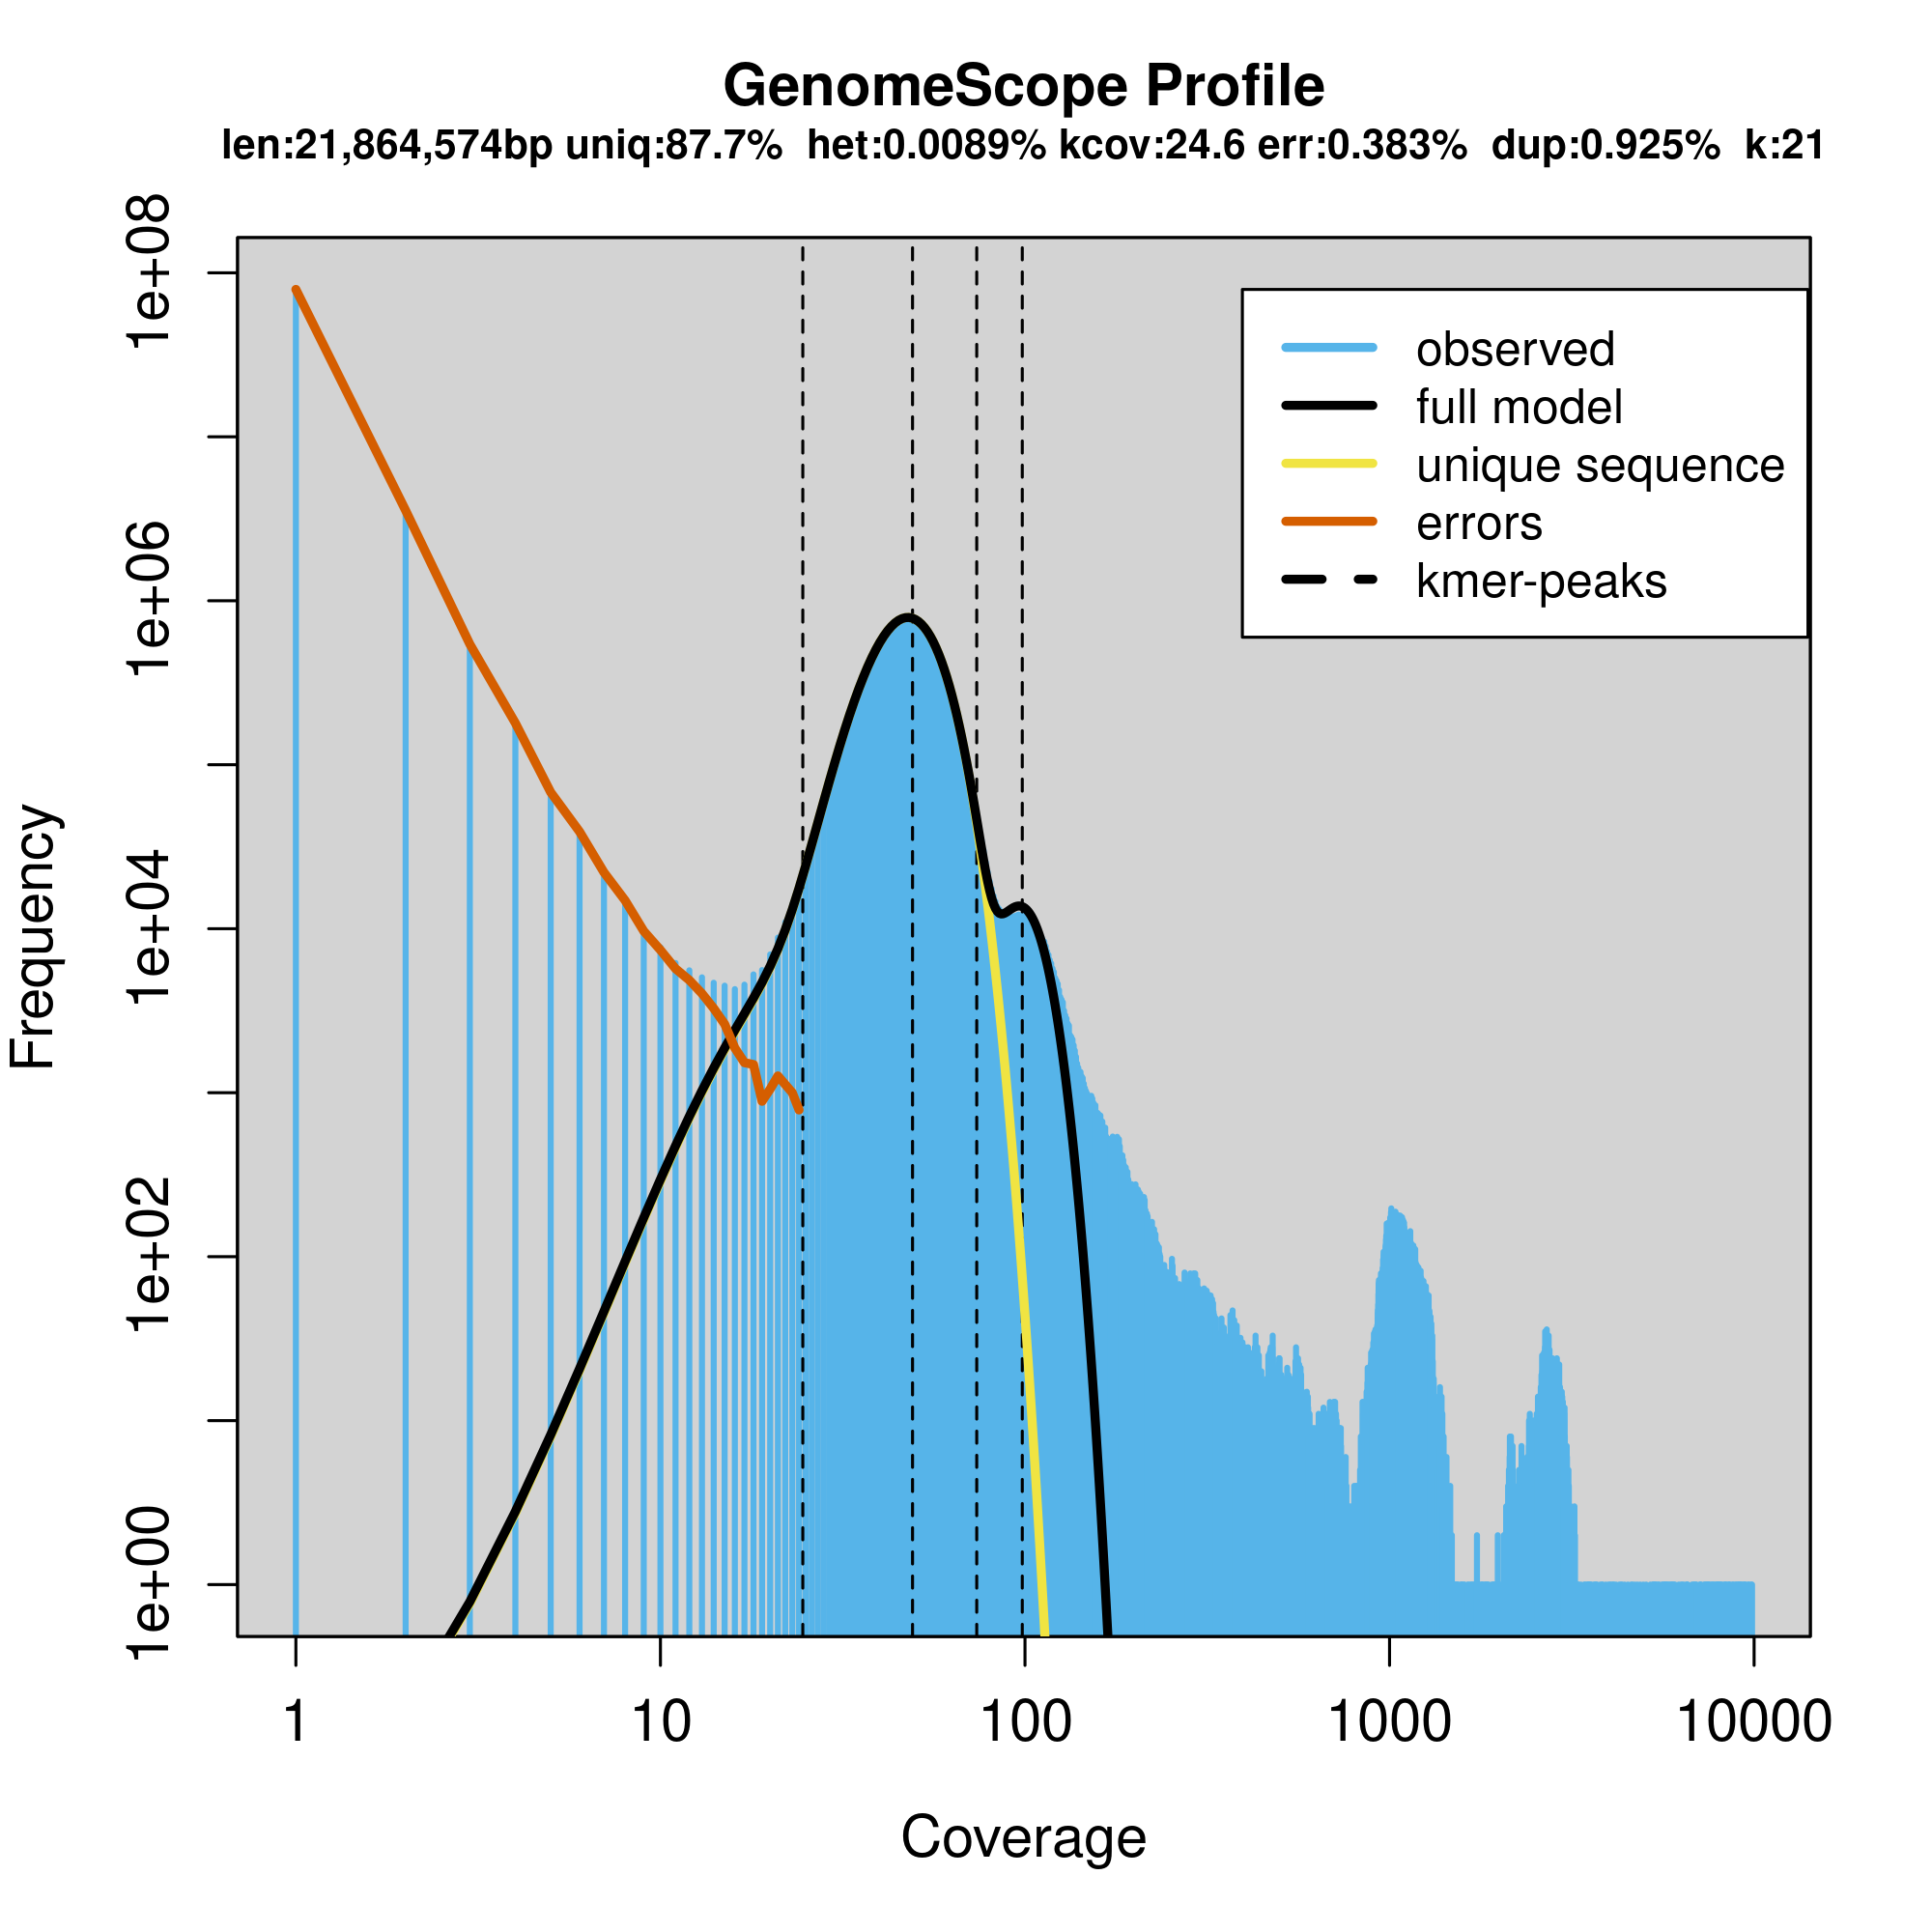 GenomeScope Profile
len:21,864,574bp uniq:87.7% het:0.0089% kcov:24.6 err:0.383% dup:0.925% k:21
1e+08
1e+06
1e+04
1e+02
1e+00
Frequency
observed
full model
unique sequence
errors
kmer-peaks
1 10 100 1000 10000
Coverage